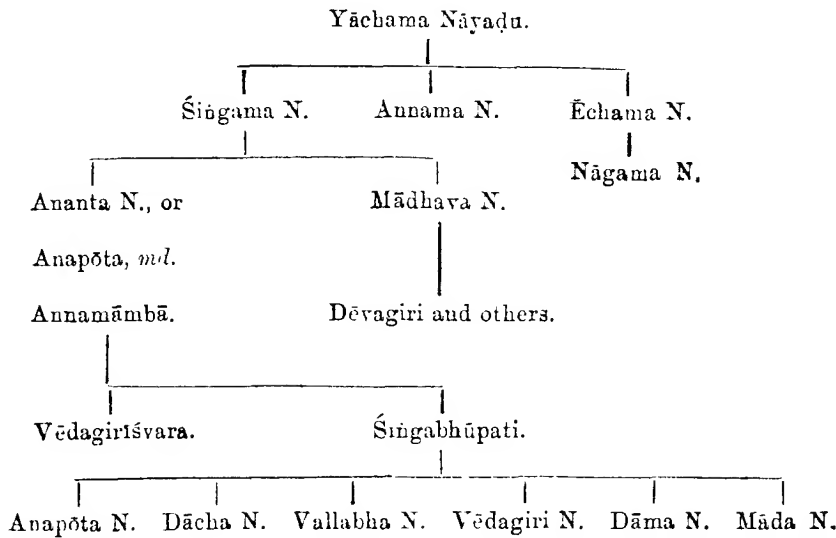 Yāchama Nāyaḍu.
Śiṅgama N. Annama N. Ēchama N.
Nāgama N.
Ananta N., or Mādhava N.
Anapōta, md.
Annamāmbā. Dēvagiri and others.
Vēdagirīśvara. Śiṅgabhūpati.
Anapōta N. Dācha N. Vallabha N. Vēdagiri N. Dāma N. Māda N.